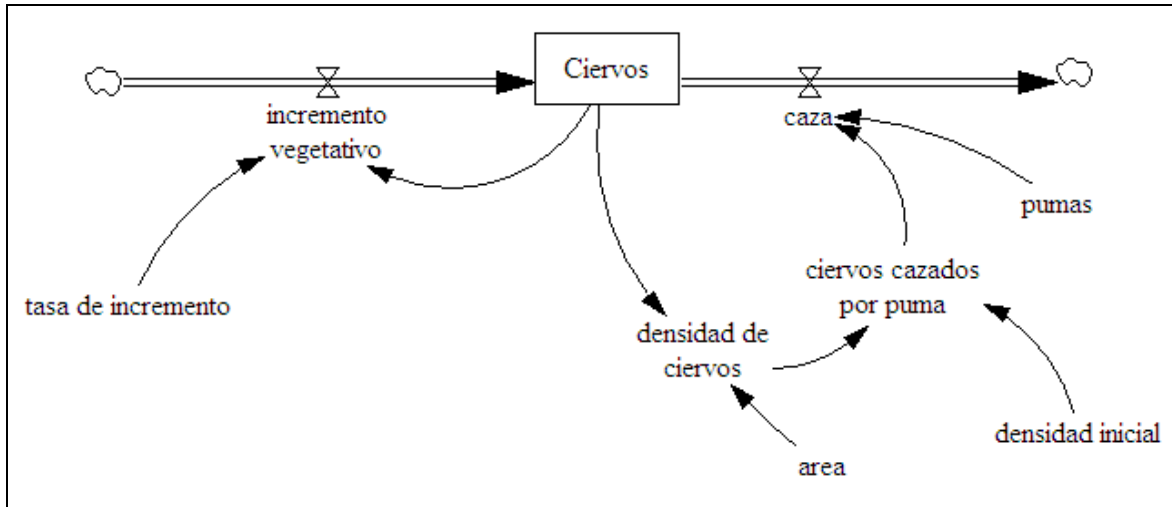 Ciervos
incremento
vegetativo
caza
pumas
tasa de incremento
ciervos cazados
por puma
densidad de
ciervos
densidad inicial
area